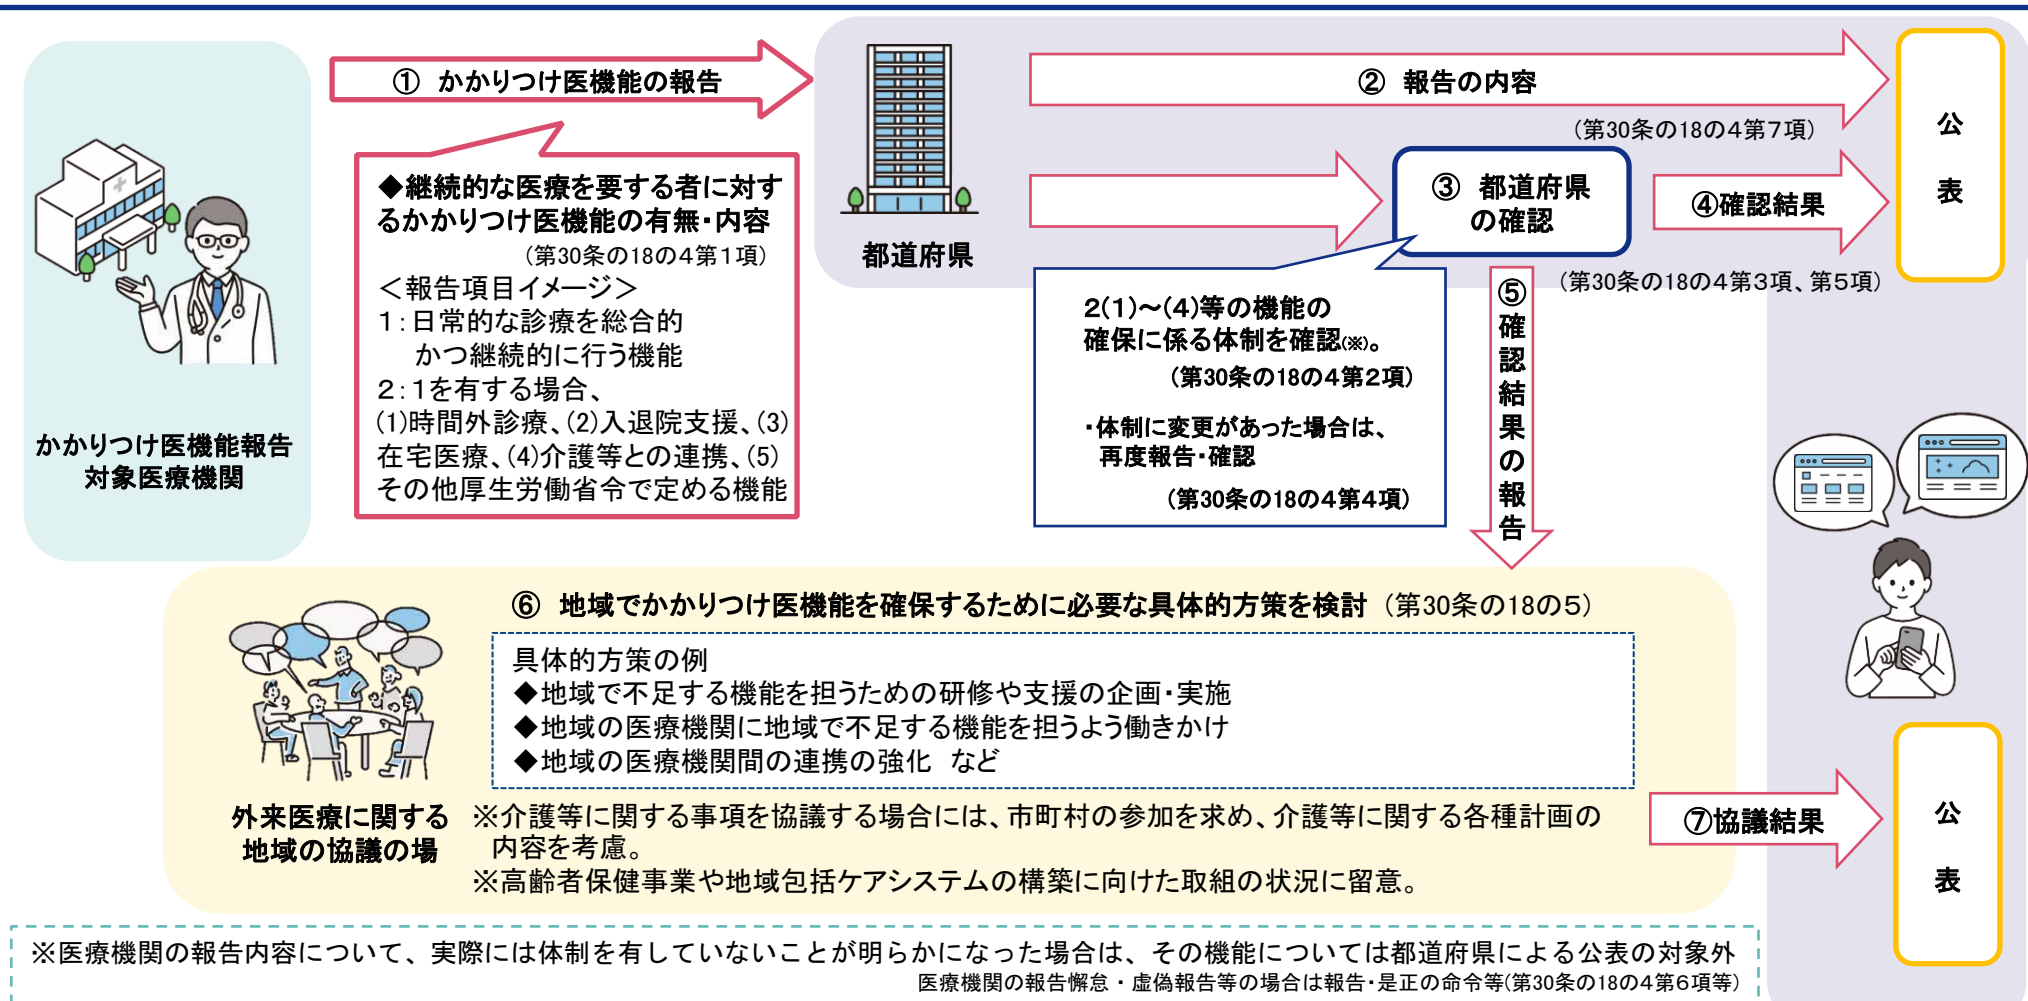 ① かかりつけ医機能の報告
② 報告の内容
(第30条の18の4第7項)
公
表
◆継続的な医療を要する者に対す
るかかりつけ医機能の有無・内容
(第30条の18の4第1項)
<報告項目イメージ>
1:日常的な診療を総合的
かつ継続的に行う機能
2:1を有する場合、
(1)時間外診療、(2)入退院支援、(3)
在宅医療、(4)介護等との連携、(5)
その他厚生労働省令で定める機能
かかりつけ医機能報告
対象医療機関
都道府県
③ 都道府県
の確認
④確認結果
(第30条の18の4第3項、第5項)
2(1)~(4)等の機能の
確保に係る体制を確認(※)。
(第30条の18の4第2項)
・体制に変更があった場合は、
再度報告・確認
(第30条の18の4第4項)
⑤確認結果の報告
⑥ 地域でかかりつけ医機能を確保するために必要な具体的方策を検討 (第30条の18の5)
具体的方策の例
◆地域で不足する機能を担うための研修や支援の企画・実施
◆地域の医療機関に地域で不足する機能を担うよう働きかけ
◆地域の医療機関間の連携の強化 など
外来医療に関する
地域の協議の場
※介護等に関する事項を協議する場合には、市町村の参加を求め、介護等に関する各種計画の
内容を考慮。
※高齢者保健事業や地域包括ケアシステムの構築に向けた取組の状況に留意。
⑦協議結果
公
表
※医療機関の報告内容について、実際には体制を有していないことが明らかになった場合は、その機能については都道府県による公表の対象外
医療機関の報告懈怠・虚偽報告等の場合は報告・是正の命令等(第30条の18の4第6項等)